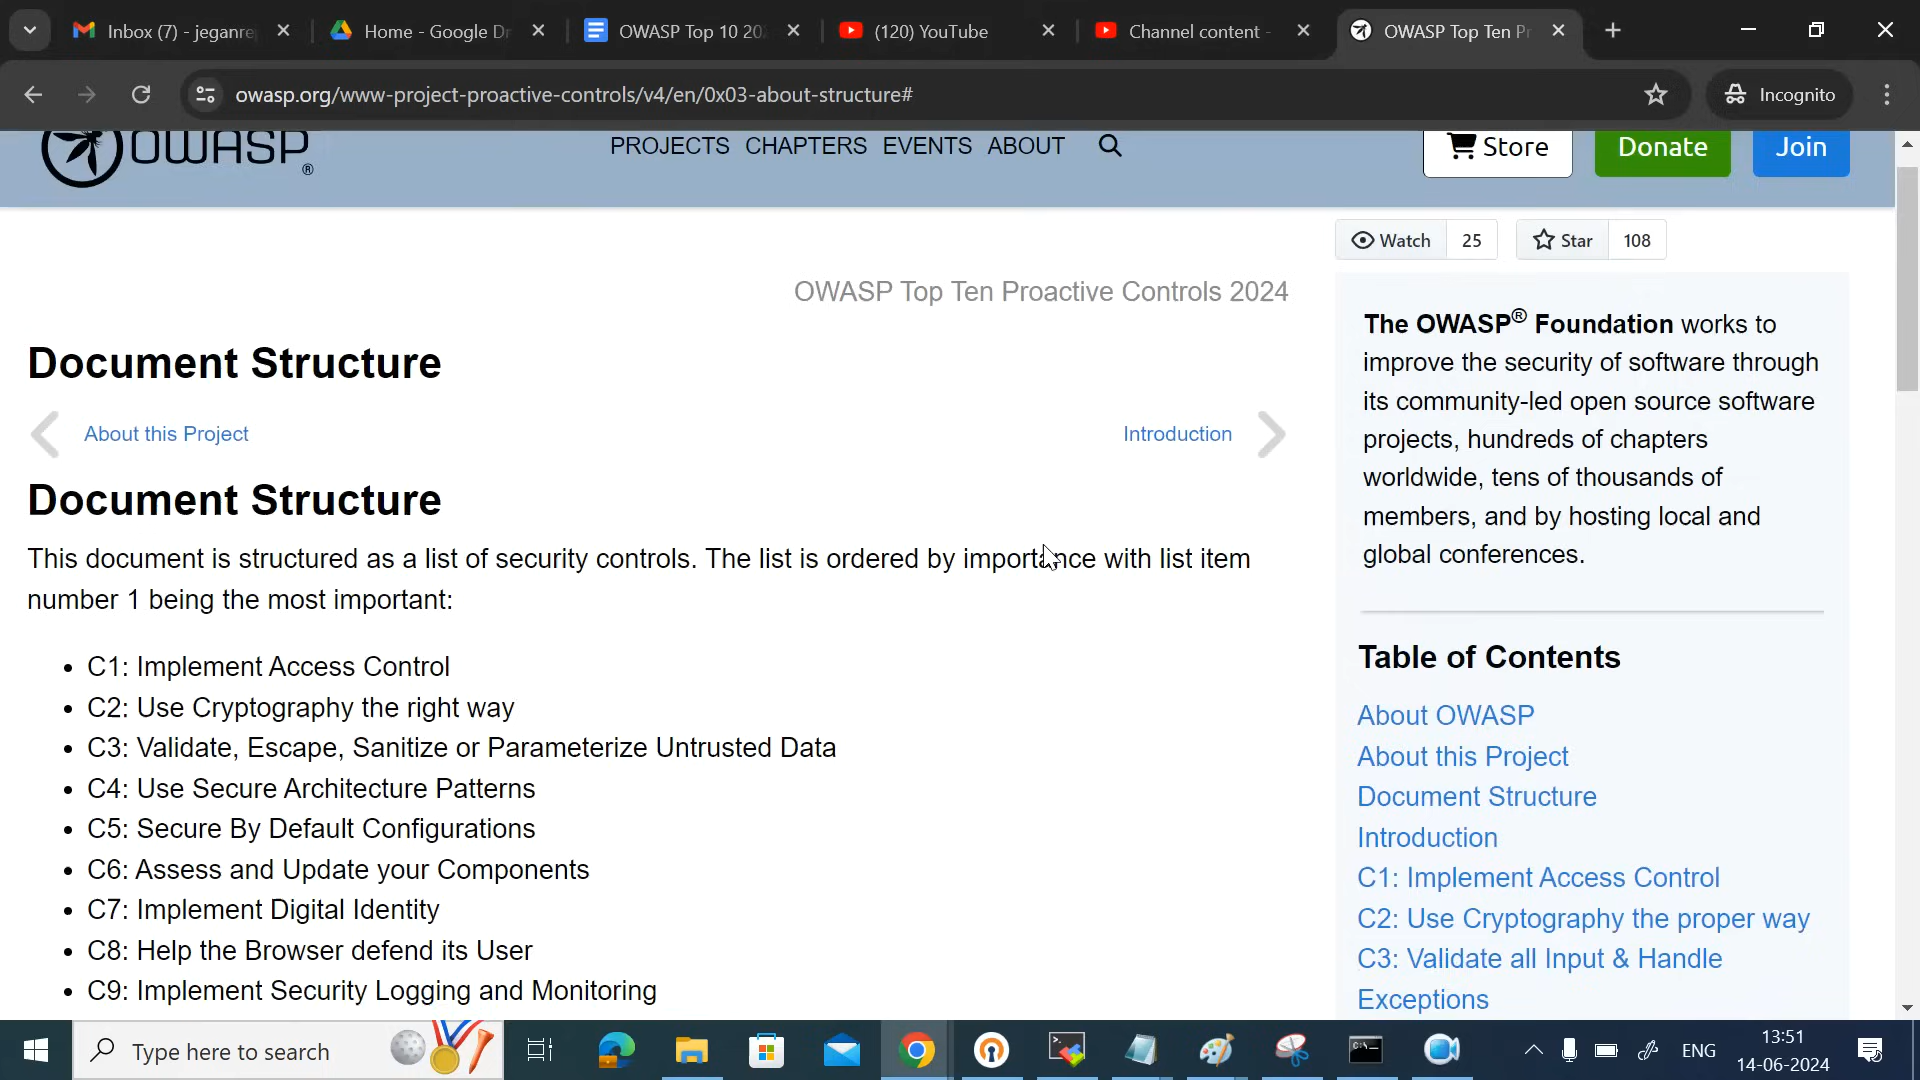 Inbox (7) - jeganre
Home - Google Dr
OWASP Top 10 20
(120) YouTube
Channel content -
OWASP Top Ten Pr
owasp.org/www-project-proactive-controls/v4/en/0x03-about-structure#
Incognito
OWASP®
PROJECTS CHAPTERS EVENTS ABOUT
Store
Donate
Join
Watch 25
Star 108
OWASP Top Ten Proactive Controls 2024
Document Structure
About this Project
Introduction
Document Structure
This document is structured as a list of security controls. The list is ordered by importance with list item
number 1 being the most important:
• C1: Implement Access Control
• C2: Use Cryptography the right way
• C3: Validate, Escape, Sanitize or Parameterize Untrusted Data
• C4: Use Secure Architecture Patterns
• C5: Secure By Default Configurations
• C6: Assess and Update your Components
• C7: Implement Digital Identity
• C8: Help the Browser defend its User
• C9: Implement Security Logging and Monitoring
The OWASP® Foundation works to
improve the security of software through
its community-led open source software
projects, hundreds of chapters
worldwide, tens of thousands of
members, and by hosting local and
global conferences.
Table of Contents
About OWASP
About this Project
Document Structure
Introduction
C1: Implement Access Control
C2: Use Cryptography the proper way
C3: Validate all Input & Handle
Exceptions
Type here to search
ENG
13:51
14-06-2024